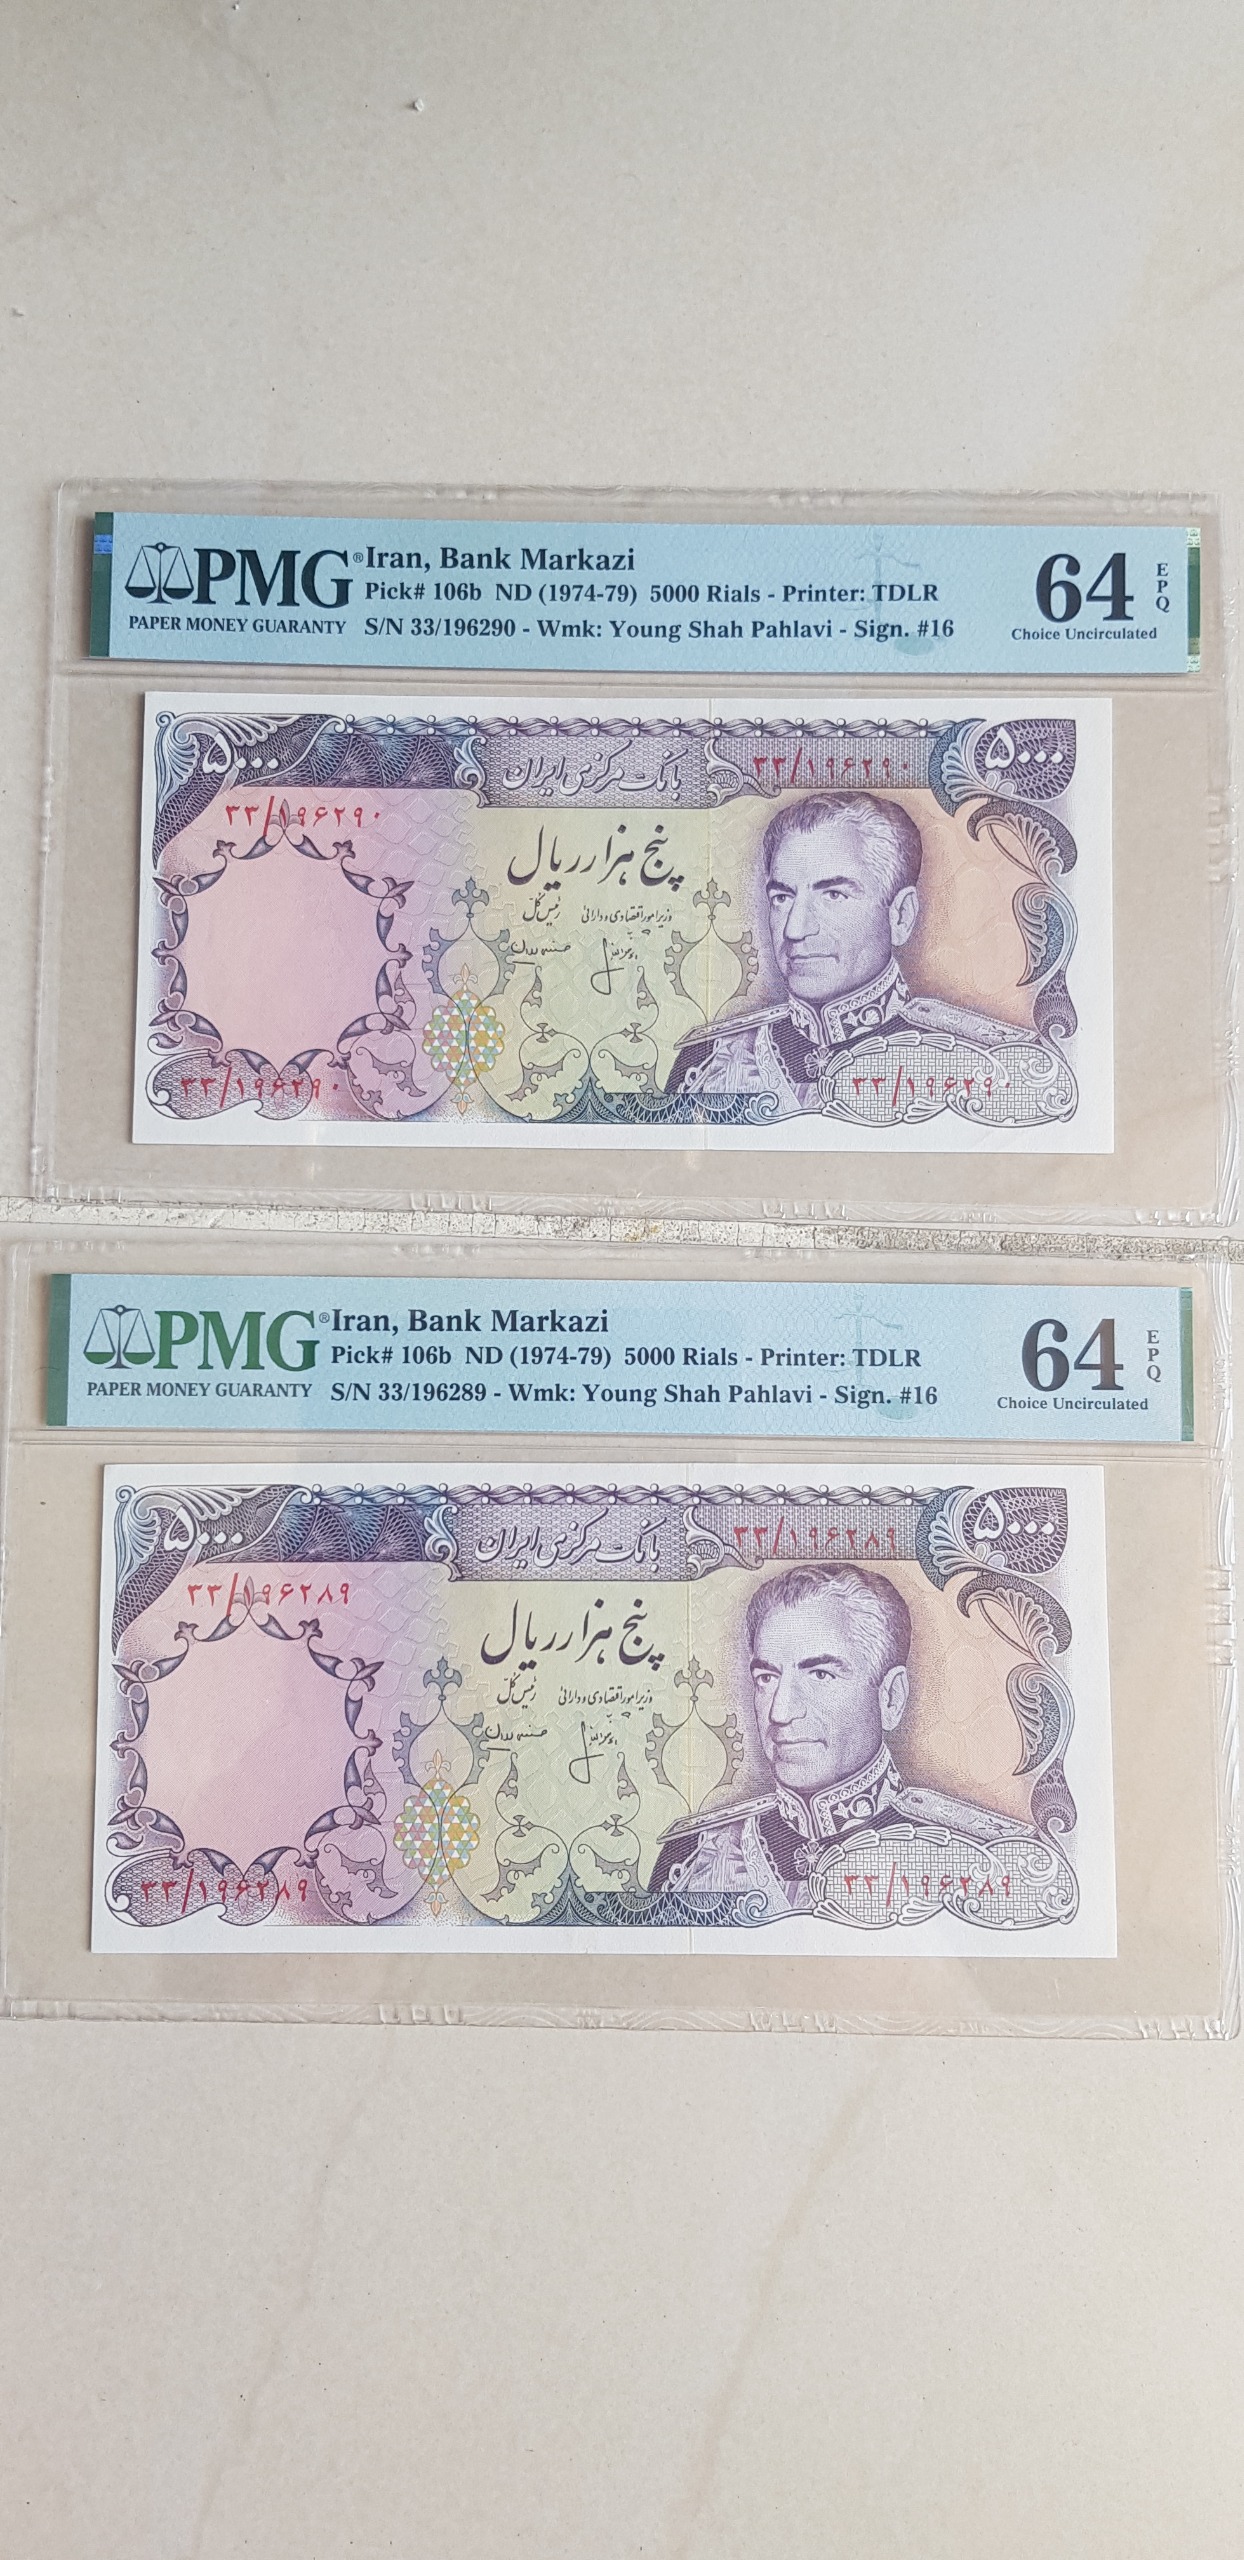 PMG® Iran, Bank Markazi
Pick# 106b ND (1974-79) 5000 Rials - Printer: TDLR
PAPER MONEY GUARANTY S/N 33/196290 - Wmk: Young Shah Pahlavi - Sign. #16
64 EPQ
Choice Uncirculated
۵۰۰۰ بانک مرکزی ایران ۳۳/۱۹۶۲۹۰ ۵۰۰۰
۳۳/۱۹۶۲۹۰
پنج هزار ریال
وزیر امور اقتصادی و دارائی رئیس کل
۳۳/۱۹۶۲۹۰ ۳۳/۱۹۶۲۹۰
PMG® Iran, Bank Markazi
Pick# 106b ND (1974-79) 5000 Rials - Printer: TDLR
PAPER MONEY GUARANTY S/N 33/196289 - Wmk: Young Shah Pahlavi - Sign. #16
64 EPQ
Choice Uncirculated
۵۰۰۰ بانک مرکزی ایران ۳۳/۱۹۶۲۸۹ ۵۰۰۰
۳۳/۱۹۶۲۸۹
پنج هزار ریال
وزیر امور اقتصادی و دارائی رئیس کل
۳۳/۱۹۶۲۸۹ ۳۳/۱۹۶۲۸۹